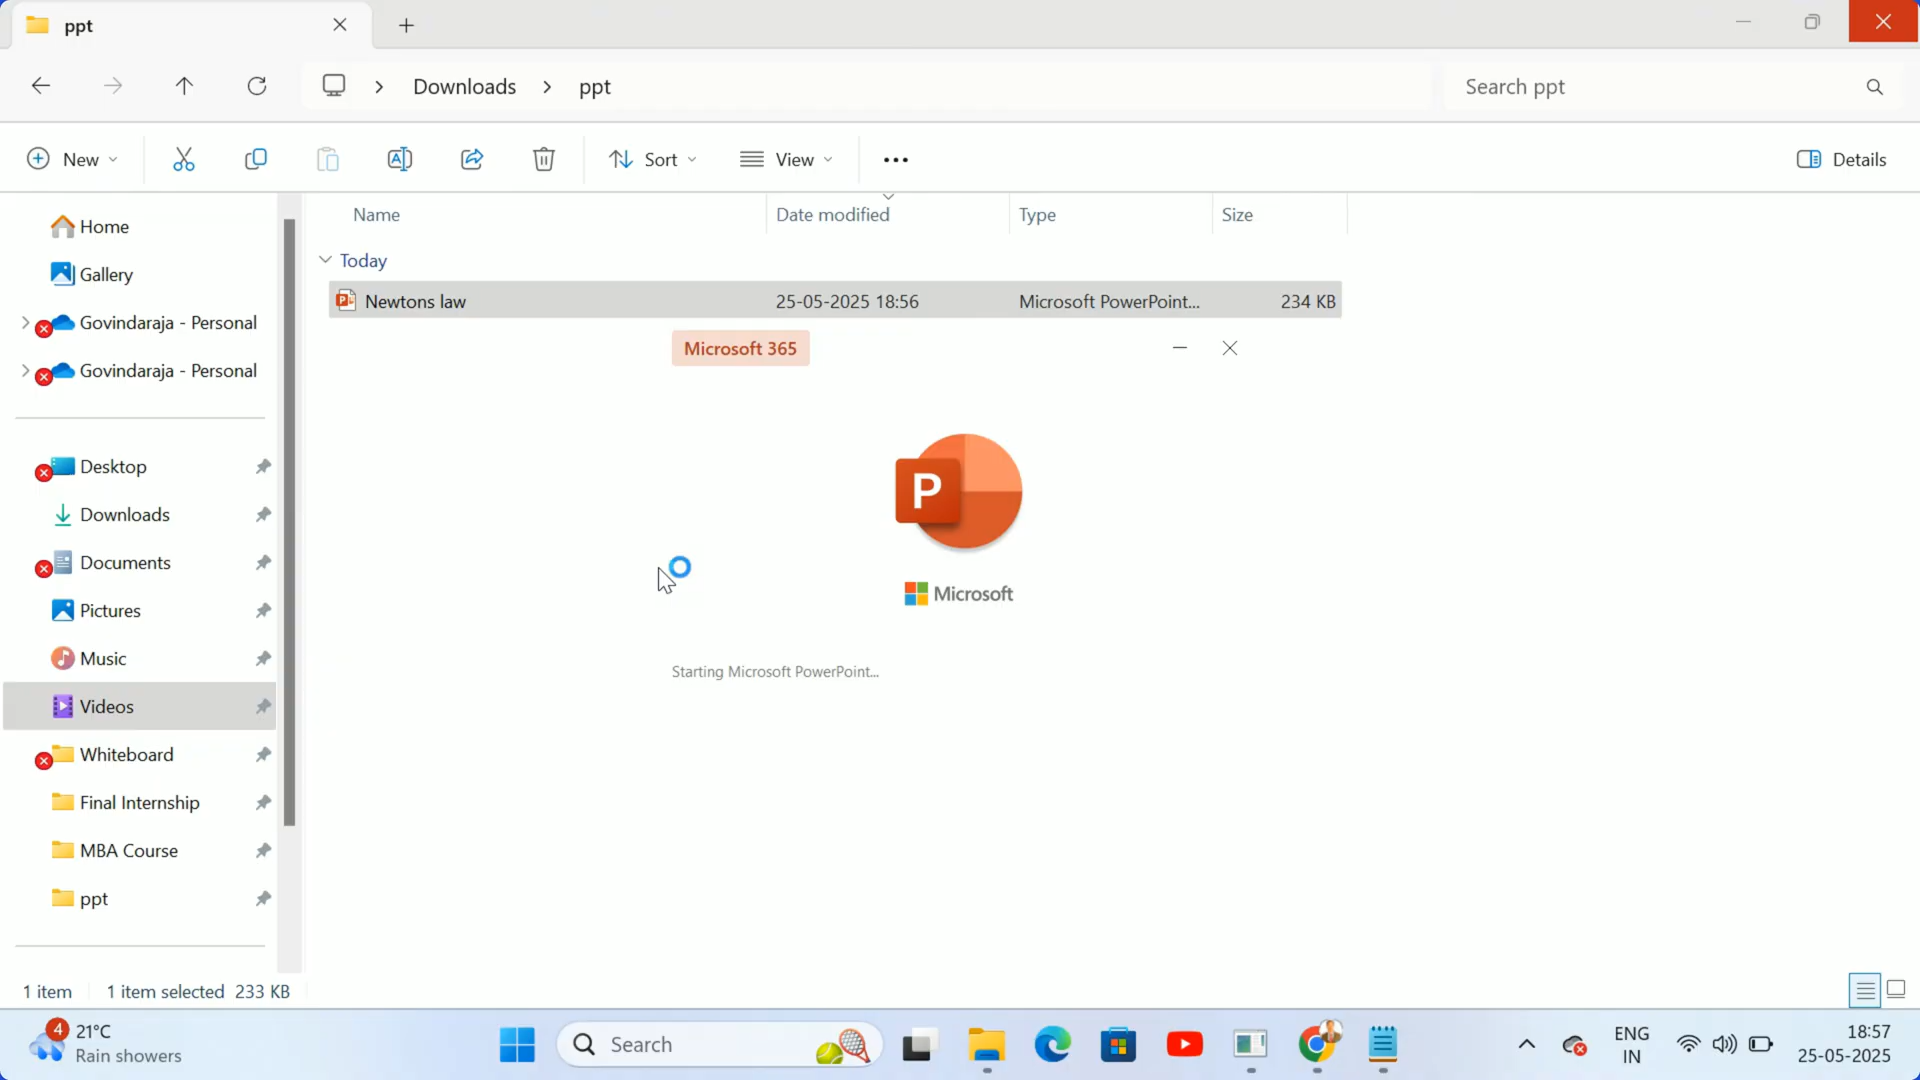 ppt
Downloads
ppt
Search ppt
New
Sort
View
Details
Name
Date modified
Type
Size
Home
Gallery
Govindaraja - Personal
Govindaraja - Personal
Desktop
Downloads
Documents
Pictures
Music
Videos
Whiteboard
Final Internship
MBA Course
ppt
Today
Newtons law
25-05-2025 18:56
Microsoft PowerPoint...
234 KB
Microsoft 365
P
Microsoft
Starting Microsoft PowerPoint...
1 item
1 item selected 233 KB
4
21°C
Rain showers
Search
ENG
IN
18:57
25-05-2025